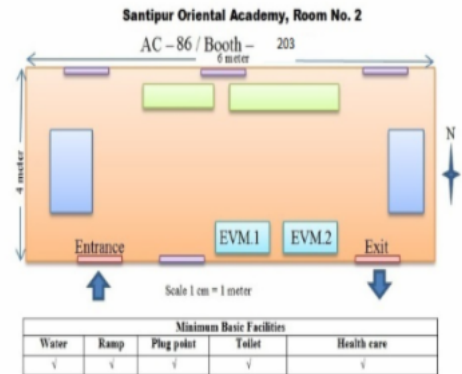 Santipur Oriental Academy, Room No. 2
AC – 86 / Booth – 203
6 meter
4 meter
N
EVM.1 EVM.2
Entrance Exit
Scale 1 cm = 1 meter
Minimum Basic Facilities
Water Ramp Plug point Toilet Health care
√ √ √ √ √